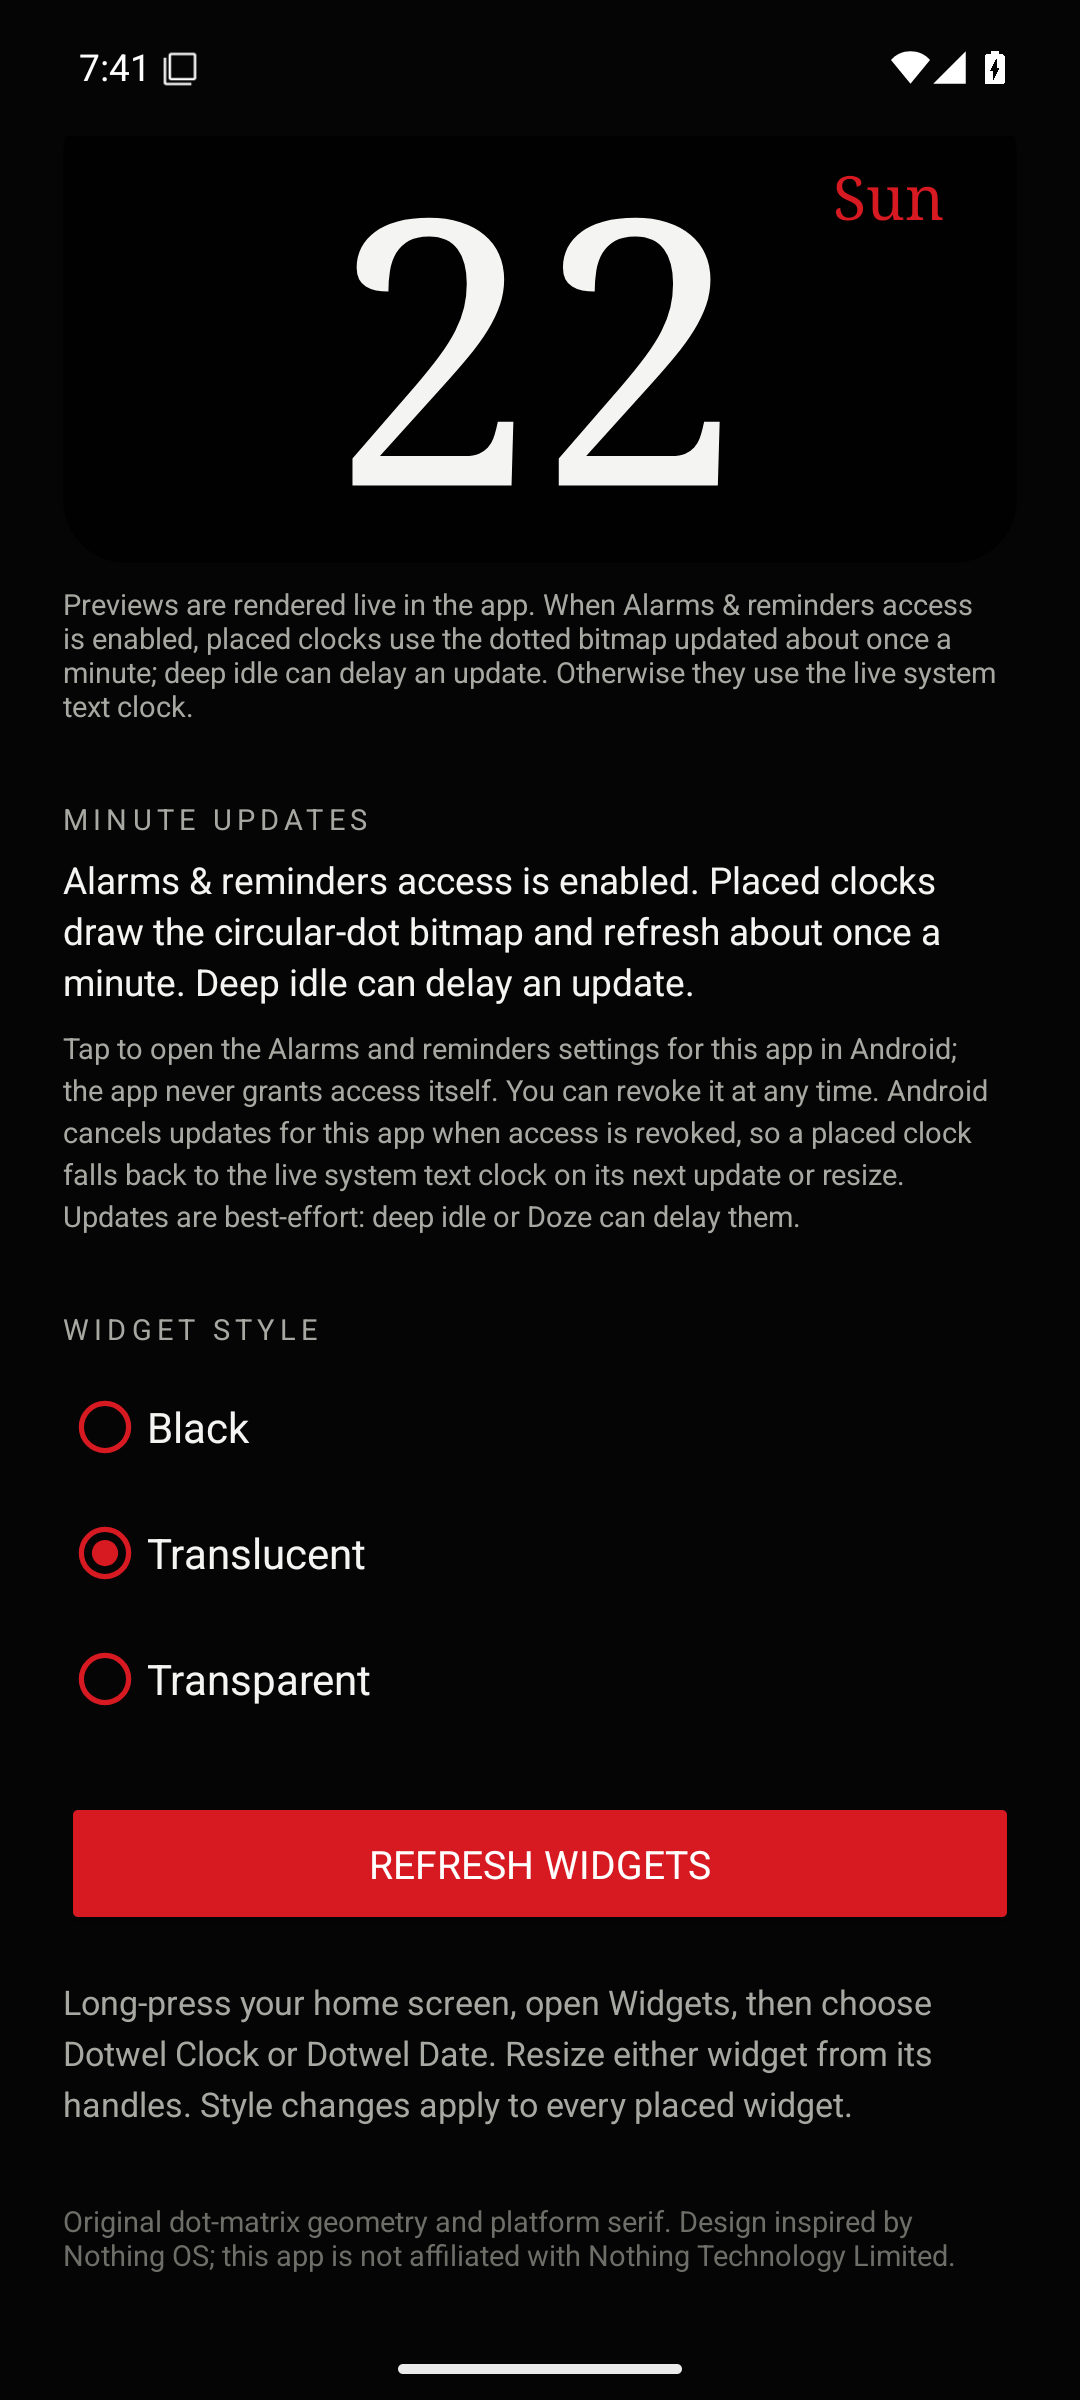 7:41
Sun
22
Previews are rendered live in the app. When Alarms & reminders access
is enabled, placed clocks use the dotted bitmap updated about once a
minute; deep idle can delay an update. Otherwise they use the live system
text clock.
MINUTE UPDATES
Alarms & reminders access is enabled. Placed clocks
draw the circular-dot bitmap and refresh about once a
minute. Deep idle can delay an update.
Tap to open the Alarms and reminders settings for this app in Android;
the app never grants access itself. You can revoke it at any time. Android
cancels updates for this app when access is revoked, so a placed clock
falls back to the live system text clock on its next update or resize.
Updates are best-effort: deep idle or Doze can delay them.
WIDGET STYLE
Black
Translucent
Transparent
REFRESH WIDGETS
Long-press your home screen, open Widgets, then choose
Dotwel Clock or Dotwel Date. Resize either widget from its
handles. Style changes apply to every placed widget.
Original dot-matrix geometry and platform serif. Design inspired by
Nothing OS; this app is not affiliated with Nothing Technology Limited.